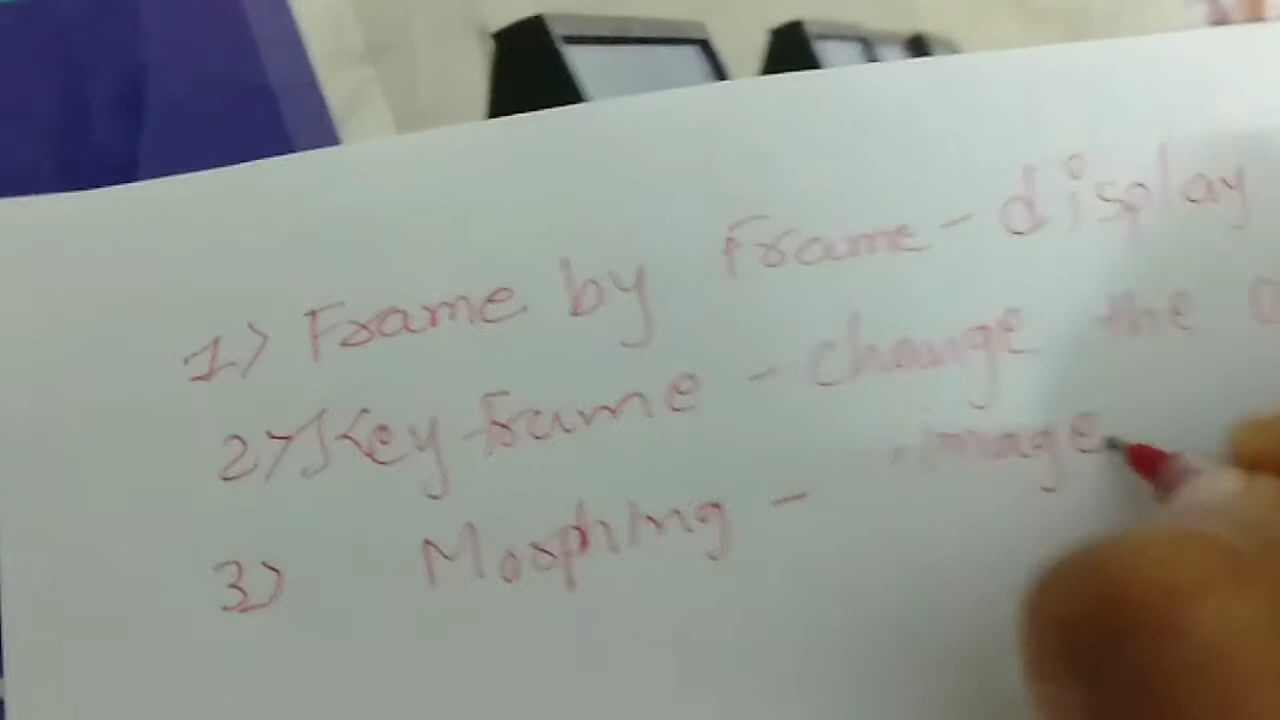 1) Frame by Frame - display
2) Key frame - change the
3) Morphing - image